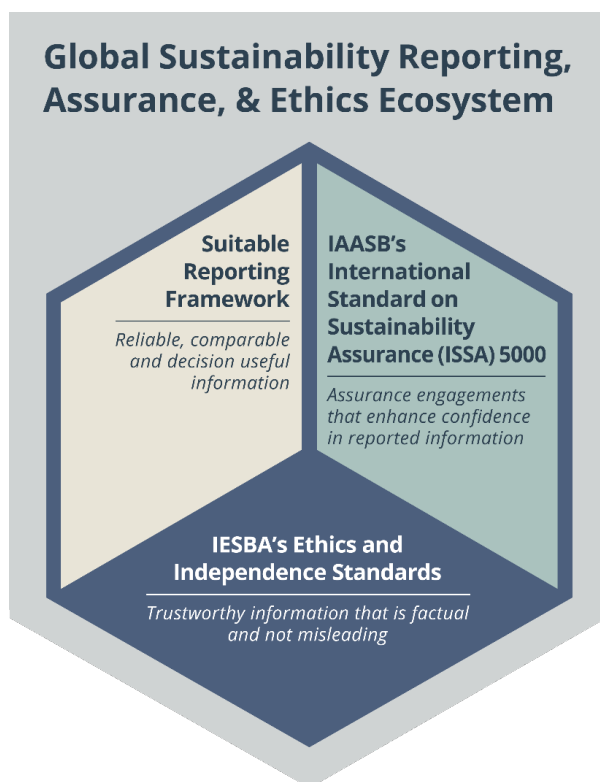 Global Sustainability Reporting,
Assurance, & Ethics Ecosystem
Suitable
Reporting
Framework
Reliable, comparable
and decision useful
information
IAASB’s
International
Standard on
Sustainability
Assurance (ISSA) 5000
Assurance engagements
that enhance confidence
in reported information
IESBA’s Ethics and
Independence Standards
Trustworthy information that is factual
and not misleading